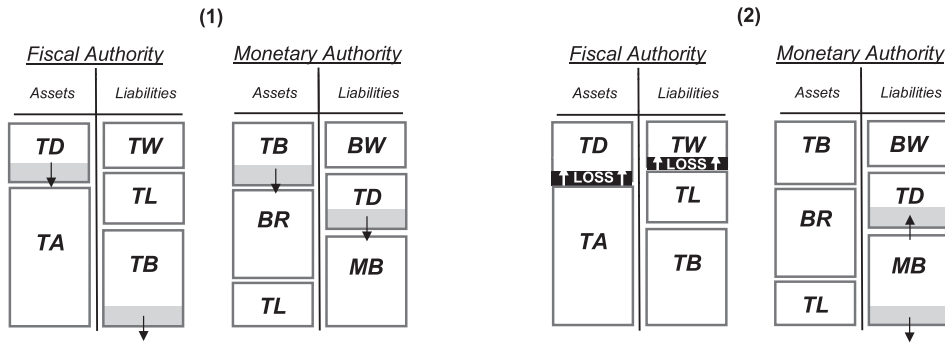 (1)
Fiscal Authority
Assets
Liabilities
TD
TA
TW
TL
TB
Monetary Authority
Assets
Liabilities
TB
BR
TL
BW
TD
MB
(2)
Fiscal Authority
Assets
Liabilities
TD
LOSS
TA
TW
LOSS
TL
TB
Monetary Authority
Assets
Liabilities
TB
BR
TL
BW
TD
MB